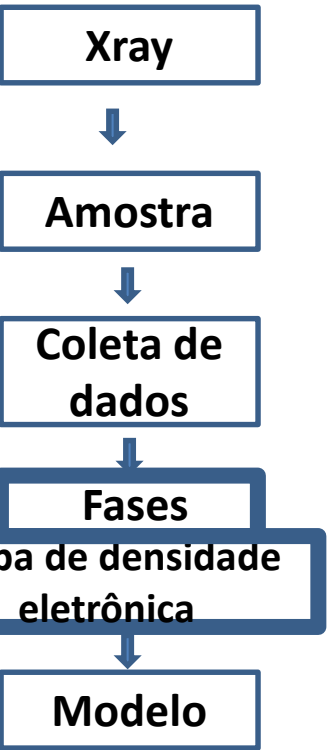 Xray
Amostra
Coleta de
dados
Fases
de densidade
eletrônica
Modelo